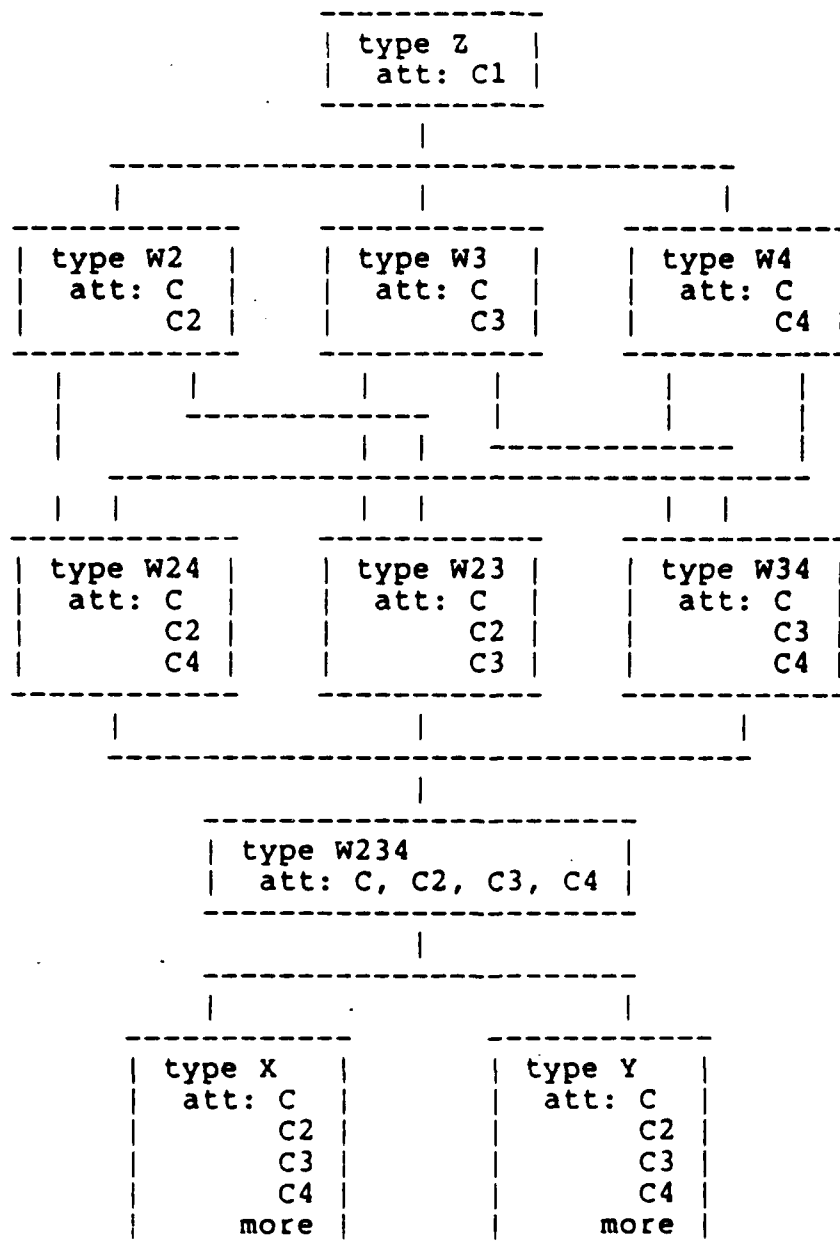 type Z
att: C1
type W2 type W3 type W4
att: C att: C att: C
C2 C3 C4
type W24 type W23 type W34
att: C att: C att: C
C2 C2 C3
C4 C3 C4
type W234
att: C, C2, C3, C4
type X type Y
att: C att: C
C2 C2
C3 C3
C4 C4
more more